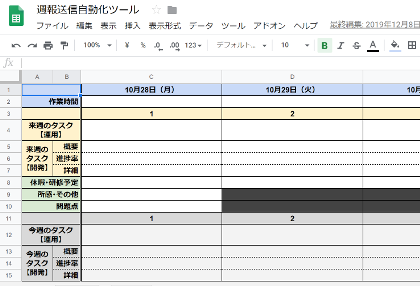 週報送信自動化ツール
ファイル 編集 表示 挿入 表示形式 データ ツール アドオン ヘルプ 最終編集: 2019年12月8日
100% ¥ % .0 .00 123 デフォルト... 10 B I S A
fx
A B C D
1 10月28日（月） 10月29日（火）
2 作業時間
3 1 2
4 来週のタスク
【運用】
5 来週の
タスク
【開発】 概要
6 進捗率
7 詳細
8 休暇・研修予定
9 所感・その他
10 問題点
11 1 2
12 今週のタスク
【運用】
13 今週の
タスク
【開発】 概要
14 進捗率
15 詳細